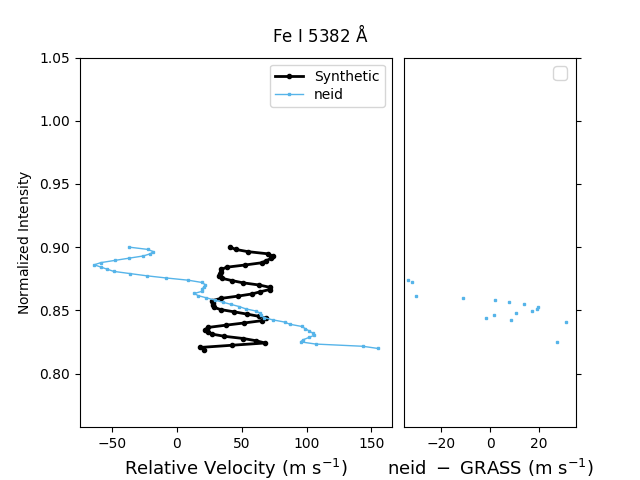 Fe I 5382 Å
Synthetic
neid
1.05
1.00
0.95
0.90
0.85
0.80
Normalized Intensity
−50 0 50 100 150
−20 0 20
Relative Velocity (m s⁻¹)
neid − GRASS (m s⁻¹)